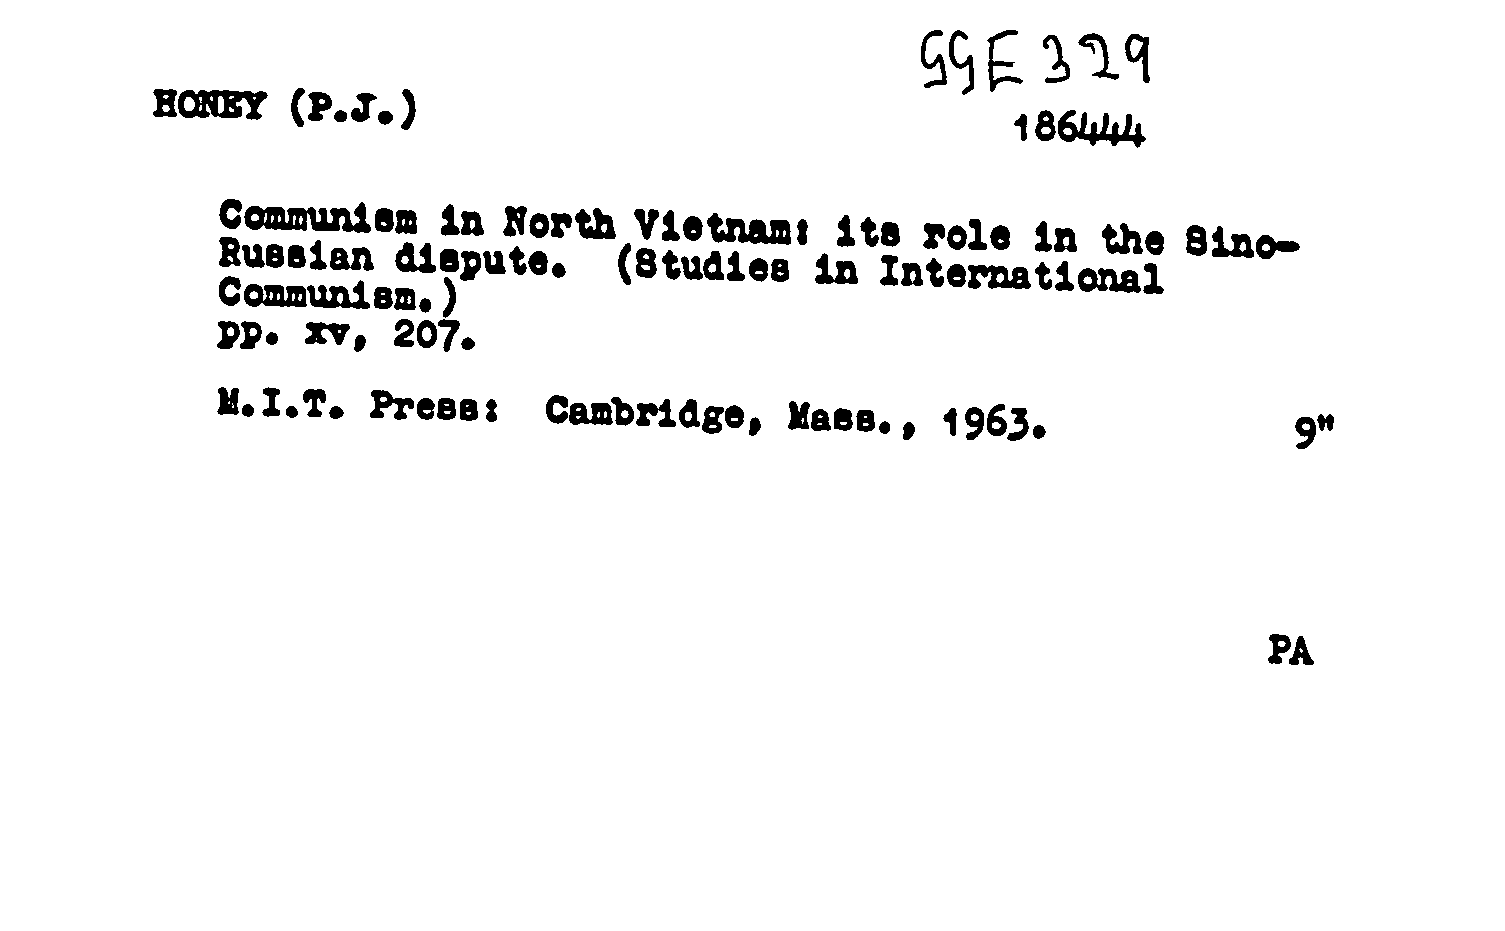 GGE 329
HONEY (P.J.)
186444
Communism in North Vietnam: its role in the Sino-
Russian dispute. (Studies in International
Communism.)
pp. xv, 207.
M.I.T. Press: Cambridge, Mass., 1963. 9"
PA